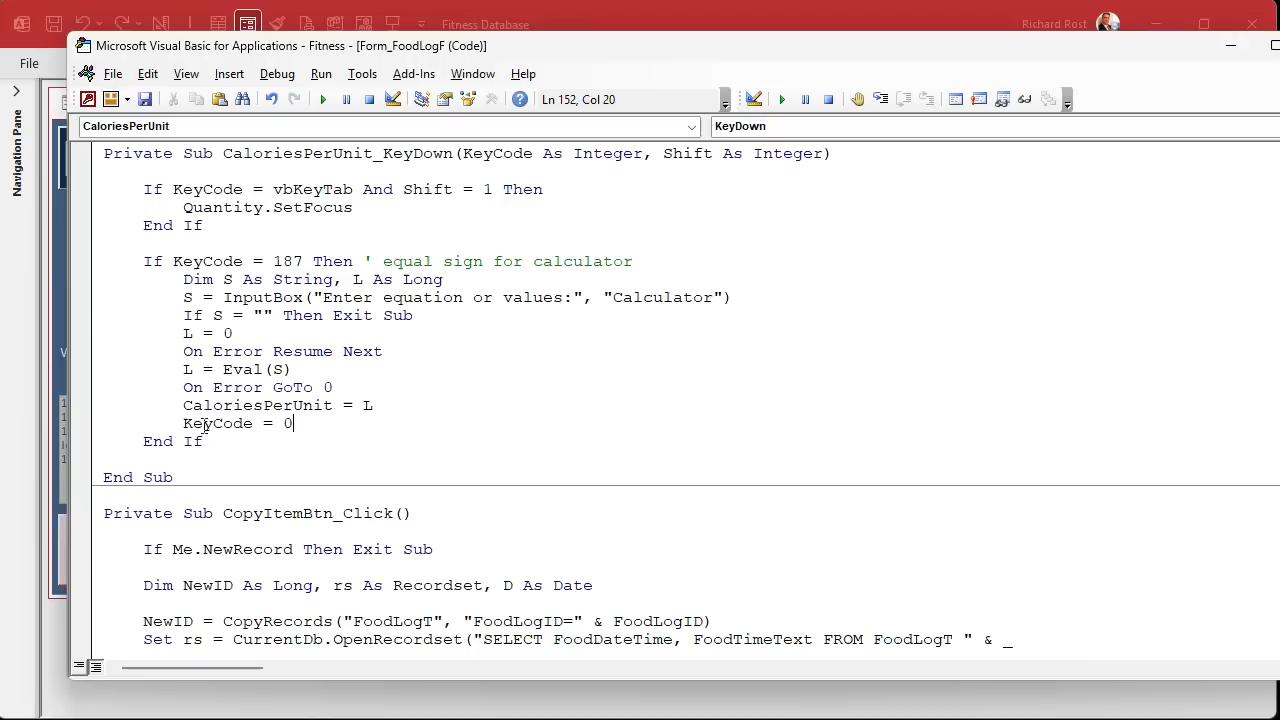 Fitness Database
Richard Rost
File
Navigation Pane
Microsoft Visual Basic for Applications - Fitness - [Form_FoodLogF (Code)]
File Edit View Insert Debug Run Tools Add-Ins Window Help
Ln 152, Col 20
CaloriesPerUnit
KeyDown
Private Sub CaloriesPerUnit_KeyDown(KeyCode As Integer, Shift As Integer)
If KeyCode = vbKeyTab And Shift = 1 Then
Quantity.SetFocus
End If
If KeyCode = 187 Then ' equal sign for calculator
Dim S As String, L As Long
S = InputBox("Enter equation or values:", "Calculator")
If S = "" Then Exit Sub
L = 0
On Error Resume Next
L = Eval(S)
On Error GoTo 0
CaloriesPerUnit = L
KeyCode = 0
End If
End Sub
Private Sub CopyItemBtn_Click()
If Me.NewRecord Then Exit Sub
Dim NewID As Long, rs As Recordset, D As Date
NewID = CopyRecords("FoodLogT", "FoodLogID=" & FoodLogID)
Set rs = CurrentDb.OpenRecordset("SELECT FoodDateTime, FoodTimeText FROM FoodLogT " & _